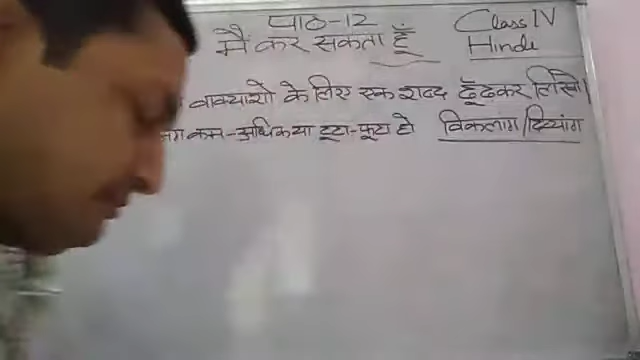 पाठ-12
Class IV
मैं कर सकता हूँ
Hindi
वाक्यांशों के लिए एक शब्द ढूँढकर लिखो।
कम-अधिक या टूटा-फूटा हो विकलांग/दिव्यांग